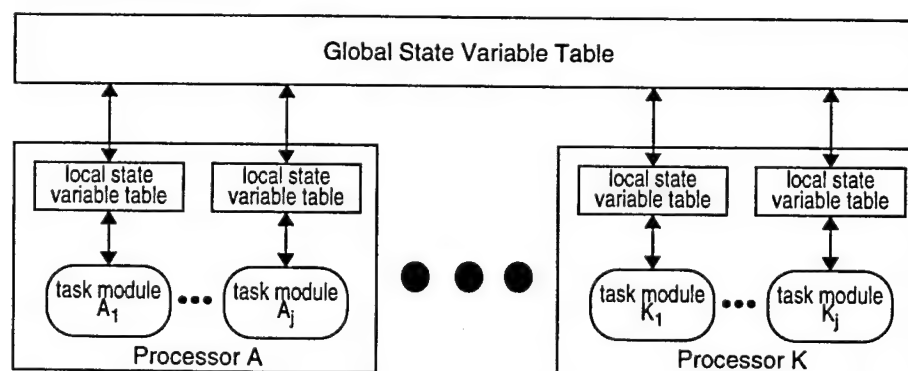 Global State Variable Table
local state
variable table
local state
variable table
local state
variable table
local state
variable table
task module
A1
task module
Aj
task module
K1
task module
Kj
Processor A
Processor K